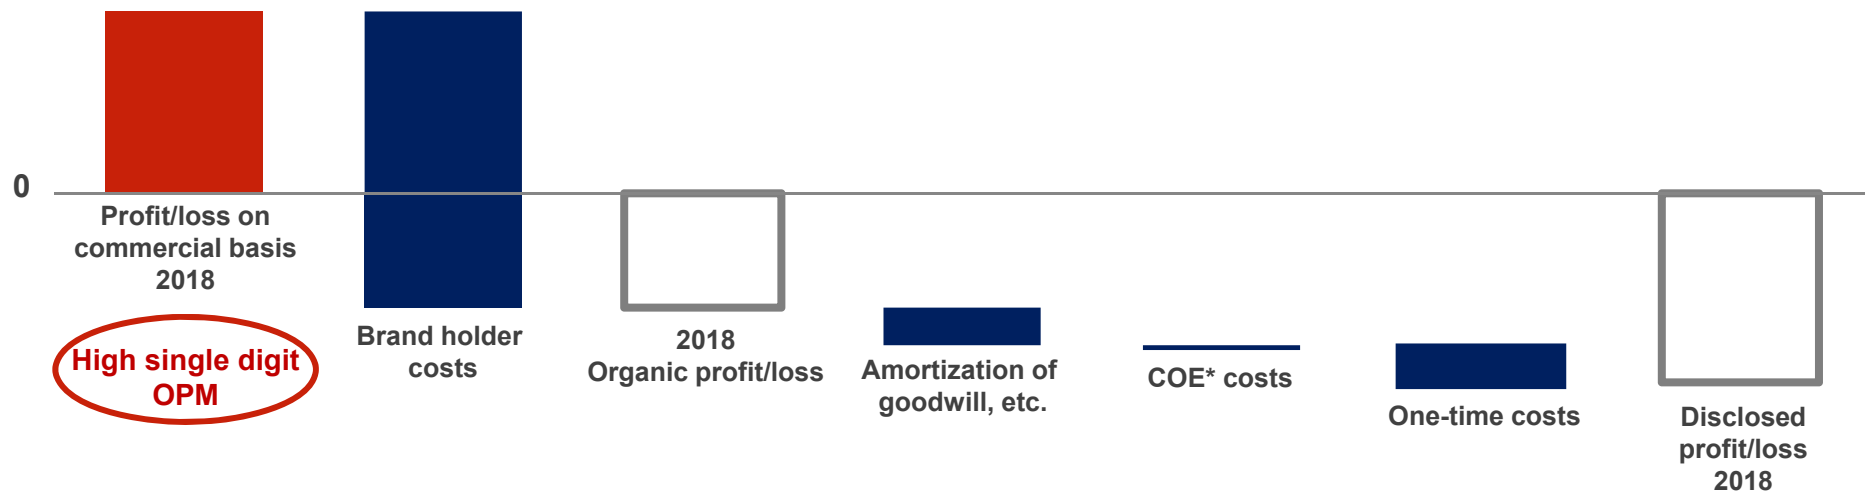 0
Profit/loss on
commercial basis
2018
High single digit
OPM
Brand holder
costs
2018
Organic profit/loss
Amortization of
goodwill, etc.
COE* costs
One-time costs
Disclosed
profit/loss
2018